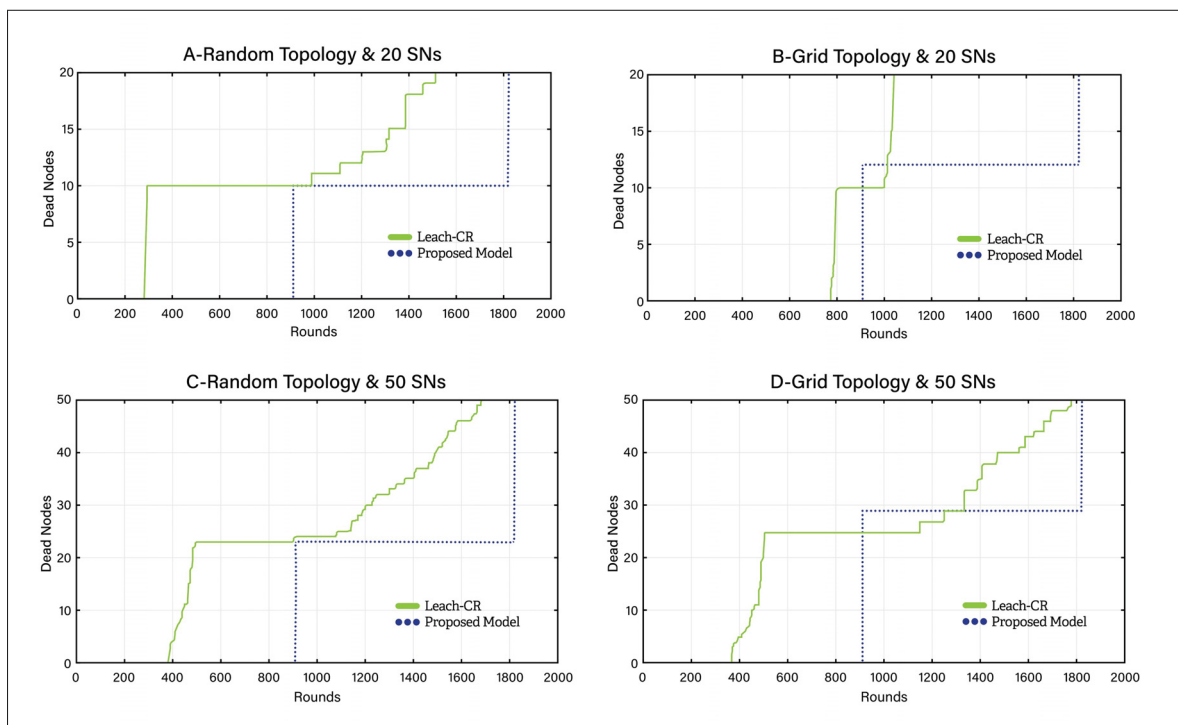 A-Random Topology & 20 SNs
20
15
10
5
0
Dead Nodes
Leach-CR
Proposed Model
0 200 400 600 800 1000 1200 1400 1600 1800 2000
Rounds
B-Grid Topology & 20 SNs
20
15
10
5
0
Dead Nodes
Leach-CR
Proposed Model
0 200 400 600 800 1000 1200 1400 1600 1800 2000
Rounds
C-Random Topology & 50 SNs
50
40
30
20
10
0
Dead Nodes
Leach-CR
Proposed Model
0 200 400 600 800 1000 1200 1400 1600 1800 2000
Rounds
D-Grid Topology & 50 SNs
50
40
30
20
10
0
Dead Nodes
Leach-CR
Proposed Model
0 200 400 600 800 1000 1200 1400 1600 1800 2000
Rounds